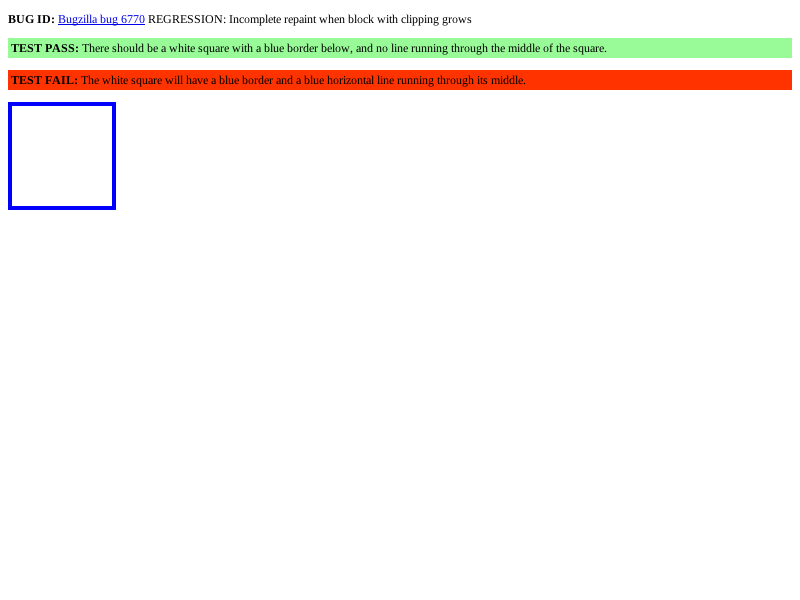 BUG ID: Bugzilla bug 6770 REGRESSION: Incomplete repaint when block with clipping grows
TEST PASS: There should be a white square with a blue border below, and no line running through the middle of the square.
TEST FAIL: The white square will have a blue border and a blue horizontal line running through its middle.